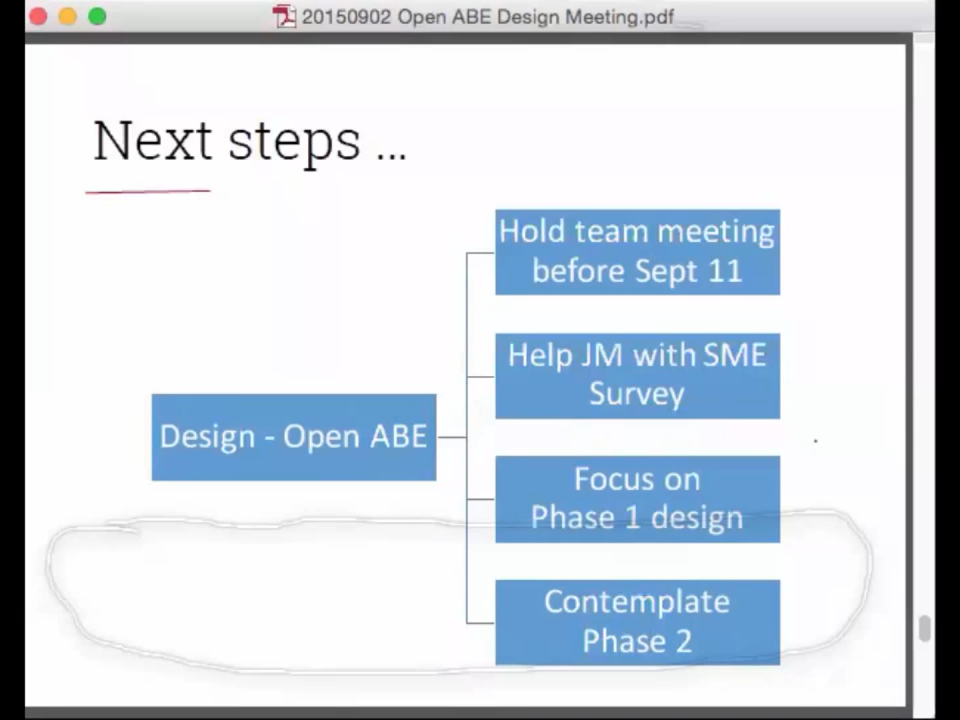 20150902 Open ABE Design Meeting.pdf
Next steps ...
Hold team meeting
before Sept 11
Help JM with SME
Survey
Design - Open ABE
Focus on
Phase 1 design
Contemplate
Phase 2